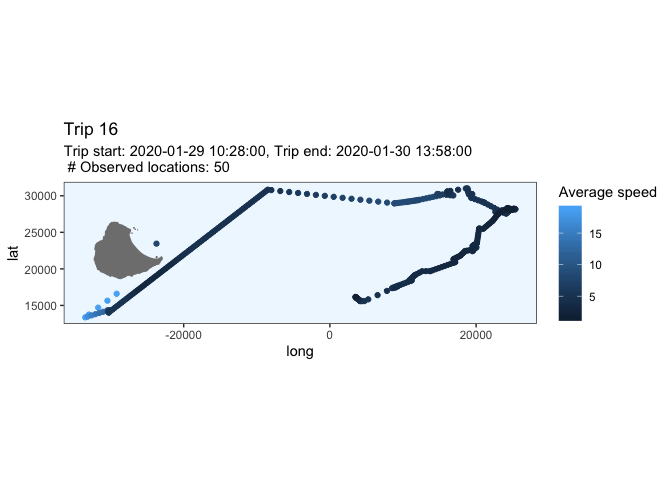 Trip 16
Trip start: 2020-01-29 10:28:00, Trip end: 2020-01-30 13:58:00
# Observed locations: 50
Average speed
15
10
5
lat
30000
25000
20000
15000
-20000
0
20000
long